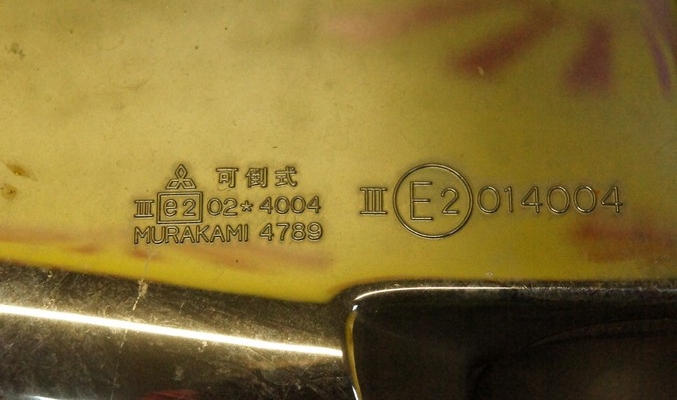 可倒式
III e2 02*4004
MURAKAMI 4789
III E2 014004